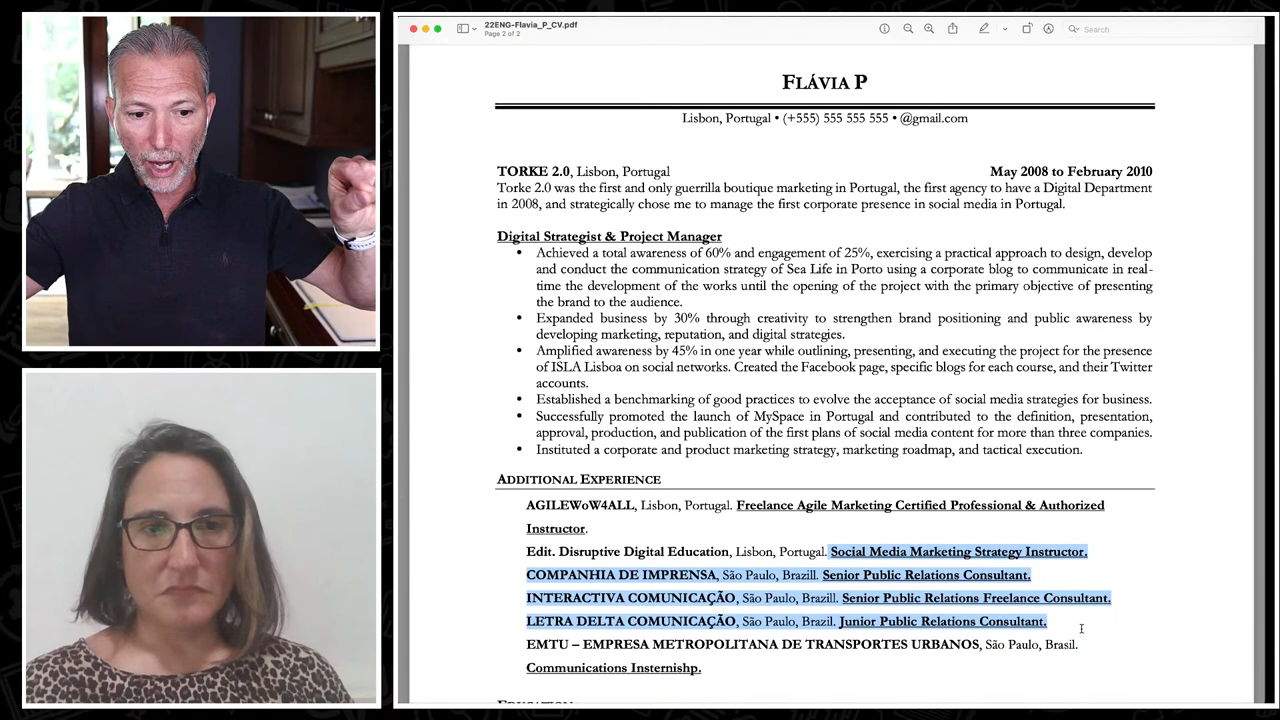 22ENG-Flavia_P_CV.pdf
Page 2 of 2
Search
FLÁVIA P
Lisbon, Portugal • (+555) 555 555 555 • @gmail.com
TORKE 2.0, Lisbon, Portugal May 2008 to February 2010
Torke 2.0 was the first and only guerrilla boutique marketing in Portugal, the first agency to have a Digital Department
in 2008, and strategically chose me to manage the first corporate presence in social media in Portugal.
Digital Strategist & Project Manager
• Achieved a total awareness of 60% and engagement of 25%, exercising a practical approach to design, develop
and conduct the communication strategy of Sea Life in Porto using a corporate blog to communicate in real-
time the development of the works until the opening of the project with the primary objective of presenting
the brand to the audience.
• Expanded business by 30% through creativity to strengthen brand positioning and public awareness by
developing marketing, reputation, and digital strategies.
• Amplified awareness by 45% in one year while outlining, presenting, and executing the project for the presence
of ISLA Lisboa on social networks. Created the Facebook page, specific blogs for each course, and their Twitter
accounts.
• Established a benchmarking of good practices to evolve the acceptance of social media strategies for business.
• Successfully promoted the launch of MySpace in Portugal and contributed to the definition, presentation,
approval, production, and publication of the first plans of social media content for more than three companies.
• Instituted a corporate and product marketing strategy, marketing roadmap, and tactical execution.
ADDITIONAL EXPERIENCE
AGILEWoW4ALL, Lisbon, Portugal. Freelance Agile Marketing Certified Professional & Authorized
Instructor.
Edit. Disruptive Digital Education, Lisbon, Portugal. Social Media Marketing Strategy Instructor.
COMPANHIA DE IMPRENSA, São Paulo, Brazill. Senior Public Relations Consultant.
INTERACTIVA COMUNICAÇÃO, São Paulo, Brazill. Senior Public Relations Freelance Consultant.
LETRA DELTA COMUNICAÇÃO, São Paulo, Brazil. Junior Public Relations Consultant.
EMTU – EMPRESA METROPOLITANA DE TRANSPORTES URBANOS, São Paulo, Brasil.
Communications Insternishp.
EDUCATION